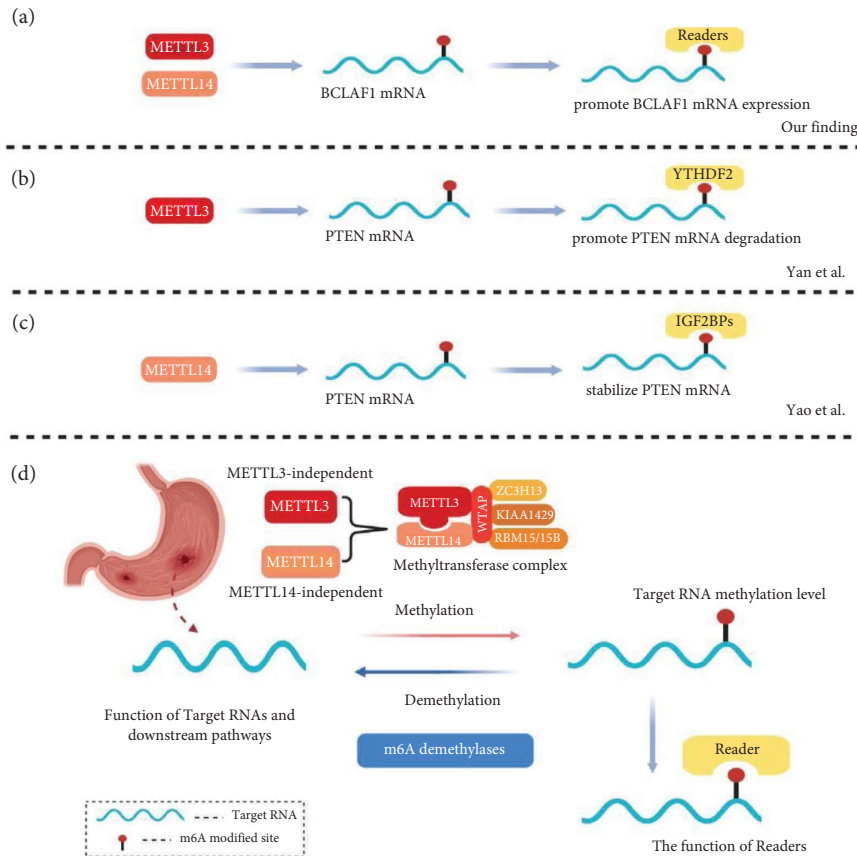 (a)
METTL3
METTL14
BCLAF1 mRNA
Readers
promote BCLAF1 mRNA expression
Our finding
(b)
METTL3
PTEN mRNA
YTHDF2
promote PTEN mRNA degradation
Yan et al.
(c)
METTL14
PTEN mRNA
IGF2BPs
stabilize PTEN mRNA
Yao et al.
(d)
METTL3-independent
METTL3
METTL14
METTL14-independent
METTL3
METTL14
WTAP
ZC3H13
KIAA1429
RBM15/15B
Methyltransferase complex
Methylation
Target RNA methylation level
Demethylation
m6A demethylases
Function of Target RNAs and
downstream pathways
Reader
The function of Readers
Target RNA
m6A modified site